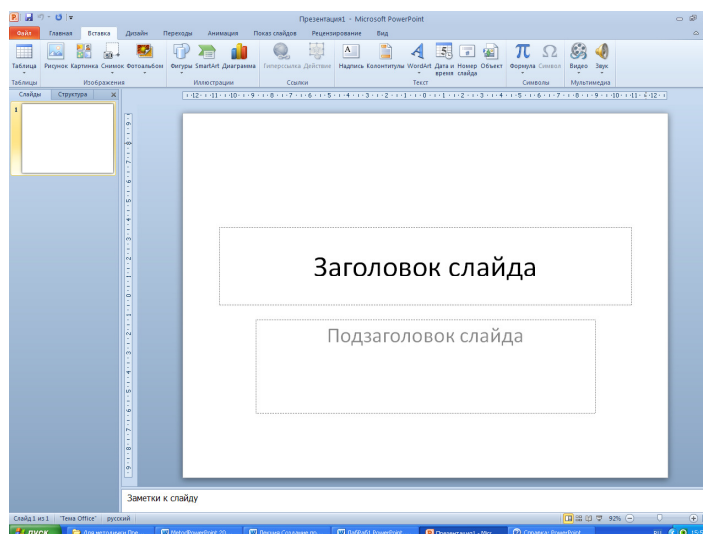 Презентация1 - Microsoft PowerPoint
Файл Главная Вставка Дизайн Переходы Анимация Показ слайдов Рецензирование Вид
Таблица Рисунок Картинка Снимок Фотоальбом Фигуры SmartArt Диаграмма Гиперссылка Действие Надпись Колонтитулы WordArt Дата и время Номер слайда Объект Формула Символ Видео Звук
Таблицы Изображения Иллюстрации Ссылки Текст Символы Мультимедиа
Слайды Структура
1
Заголовок слайда
Подзаголовок слайда
Заметки к слайду
Слайд 1 из 1 "Тема Office" русский 92%
пуск